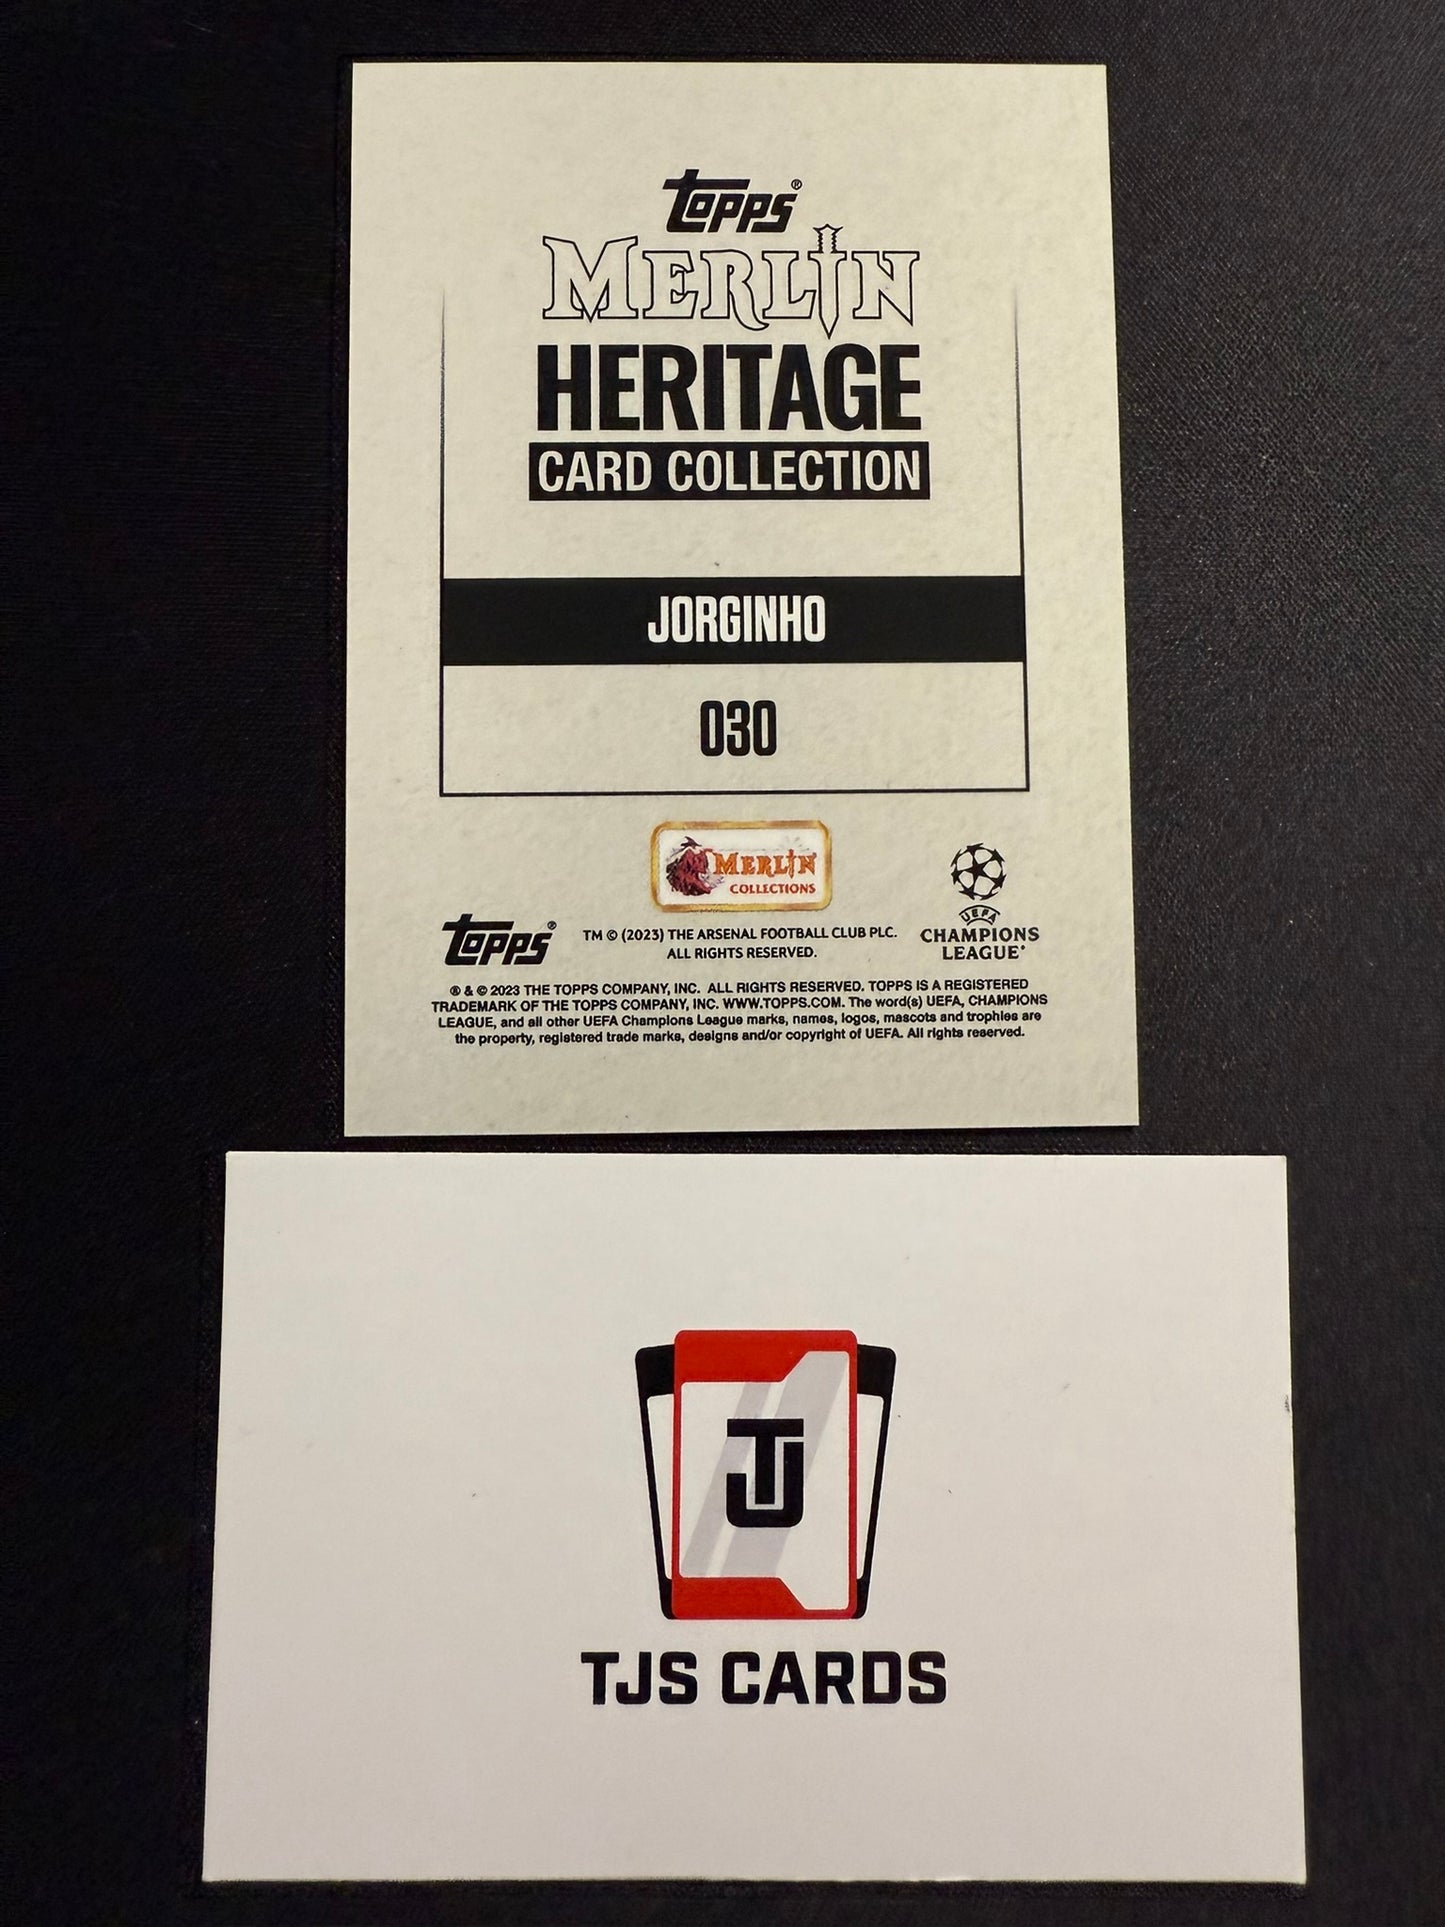 Topps®
MERLIN
HERITAGE
CARD COLLECTION
JORGINHO
030
MERLIN
COLLECTIONS
Topps®
TM © (2023) THE ARSENAL FOOTBALL CLUB PLC.
ALL RIGHTS RESERVED.
UEFA
CHAMPIONS
LEAGUE®
® & © 2023 THE TOPPS COMPANY, INC. ALL RIGHTS RESERVED. TOPPS IS A REGISTERED
TRADEMARK OF THE TOPPS COMPANY, INC. WWW.TOPPS.COM. The word(s) UEFA, CHAMPIONS
LEAGUE, and all other UEFA Champions League marks, names, logos, mascots and trophies are
the property, registered trade marks, designs and/or copyright of UEFA. All rights reserved.
TJ
TJS CARDS